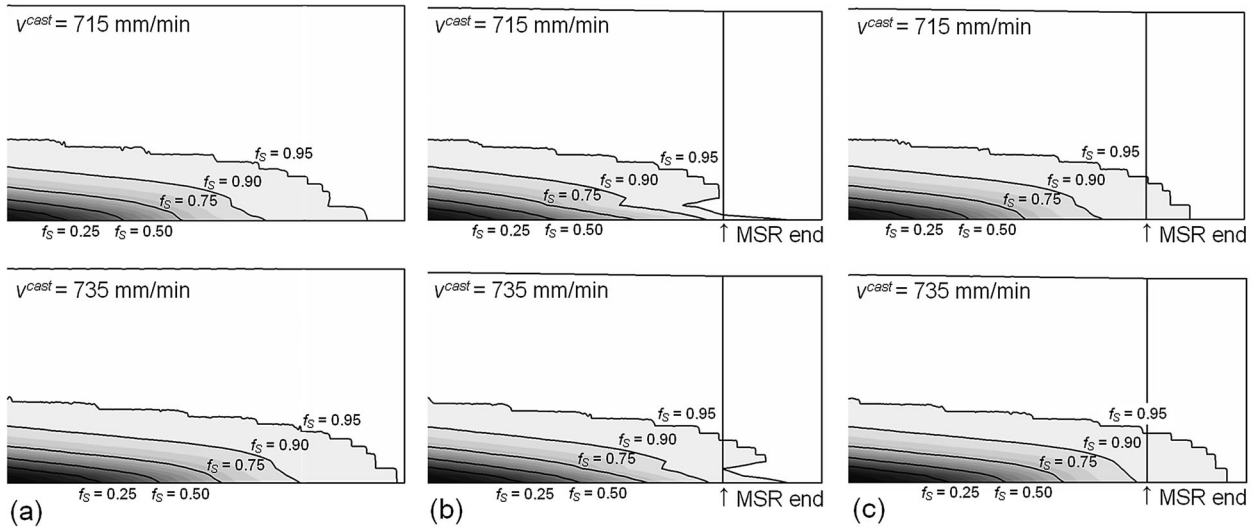 v^cast = 715 mm/min
f_S = 0.95
f_S = 0.90
f_S = 0.75
f_S = 0.25 f_S = 0.50
v^cast = 715 mm/min
f_S = 0.95
f_S = 0.90
f_S = 0.75
f_S = 0.25 f_S = 0.50
↑ MSR end
v^cast = 715 mm/min
f_S = 0.95
f_S = 0.90
f_S = 0.75
f_S = 0.25 f_S = 0.50
↑ MSR end
v^cast = 735 mm/min
f_S = 0.95
f_S = 0.90
f_S = 0.75
f_S = 0.25 f_S = 0.50
(a)
v^cast = 735 mm/min
f_S = 0.95
f_S = 0.90
f_S = 0.75
f_S = 0.25 f_S = 0.50
↑ MSR end
(b)
v^cast = 735 mm/min
f_S = 0.95
f_S = 0.90
f_S = 0.75
f_S = 0.25 f_S = 0.50
↑ MSR end
(c)